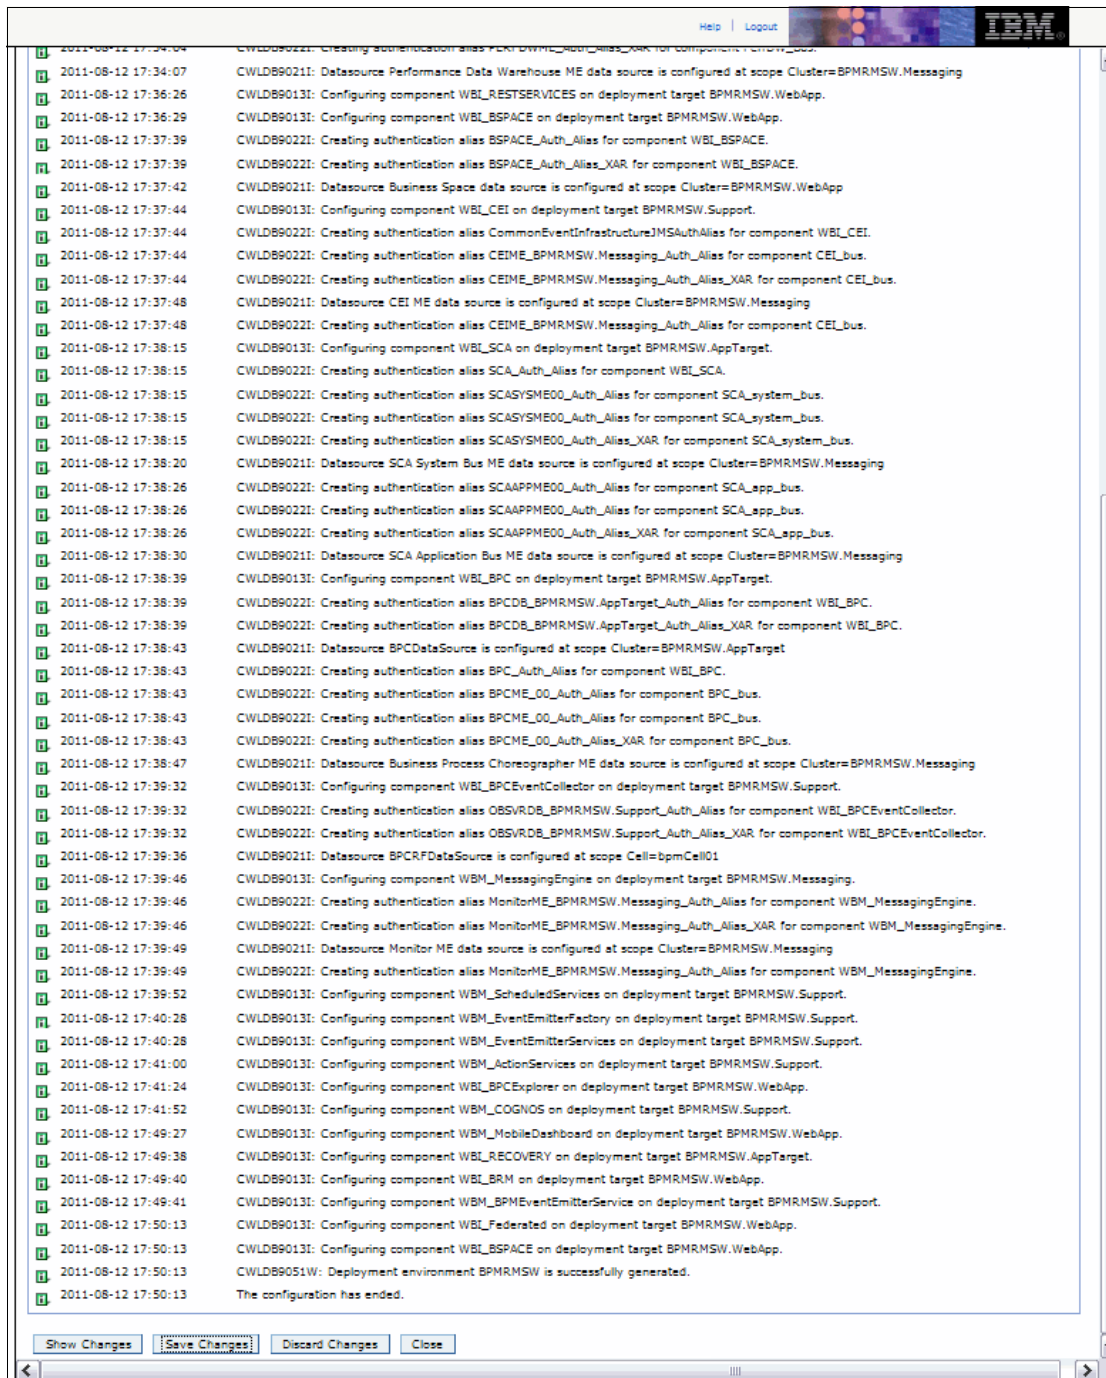 Help | Logout IBM®
2011-08-12 17:34:04 CWLDB9022I: Creating authentication alias PERFDWME_Auth_Alias_XAR for component PERFDW_Bus.
2011-08-12 17:34:07 CWLDB9021I: Datasource Performance Data Warehouse ME data source is configured at scope Cluster=BPMRMSW.Messaging
2011-08-12 17:36:26 CWLDB9013I: Configuring component WBI_RESTSERVICES on deployment target BPMRMSW.WebApp.
2011-08-12 17:36:29 CWLDB9013I: Configuring component WBI_BSPACE on deployment target BPMRMSW.WebApp.
2011-08-12 17:37:39 CWLDB9022I: Creating authentication alias BSPACE_Auth_Alias for component WBI_BSPACE.
2011-08-12 17:37:39 CWLDB9022I: Creating authentication alias BSPACE_Auth_Alias_XAR for component WBI_BSPACE.
2011-08-12 17:37:42 CWLDB9021I: Datasource Business Space data source is configured at scope Cluster=BPMRMSW.WebApp
2011-08-12 17:37:44 CWLDB9013I: Configuring component WBI_CEI on deployment target BPMRMSW.Support.
2011-08-12 17:37:44 CWLDB9022I: Creating authentication alias CommonEventInfrastructureJMSAuthAlias for component WBI_CEI.
2011-08-12 17:37:44 CWLDB9022I: Creating authentication alias CEIME_BPMRMSW.Messaging_Auth_Alias for component CEI_bus.
2011-08-12 17:37:44 CWLDB9022I: Creating authentication alias CEIME_BPMRMSW.Messaging_Auth_Alias_XAR for component CEI_bus.
2011-08-12 17:37:48 CWLDB9021I: Datasource CEI ME data source is configured at scope Cluster=BPMRMSW.Messaging
2011-08-12 17:37:48 CWLDB9022I: Creating authentication alias CEIME_BPMRMSW.Messaging_Auth_Alias for component CEI_bus.
2011-08-12 17:38:15 CWLDB9013I: Configuring component WBI_SCA on deployment target BPMRMSW.AppTarget.
2011-08-12 17:38:15 CWLDB9022I: Creating authentication alias SCA_Auth_Alias for component WBI_SCA.
2011-08-12 17:38:15 CWLDB9022I: Creating authentication alias SCASYSME00_Auth_Alias for component SCA_system_bus.
2011-08-12 17:38:15 CWLDB9022I: Creating authentication alias SCASYSME00_Auth_Alias for component SCA_system_bus.
2011-08-12 17:38:15 CWLDB9022I: Creating authentication alias SCASYSME00_Auth_Alias_XAR for component SCA_system_bus.
2011-08-12 17:38:20 CWLDB9021I: Datasource SCA System Bus ME data source is configured at scope Cluster=BPMRMSW.Messaging
2011-08-12 17:38:26 CWLDB9022I: Creating authentication alias SCAAPPME00_Auth_Alias for component SCA_app_bus.
2011-08-12 17:38:26 CWLDB9022I: Creating authentication alias SCAAPPME00_Auth_Alias for component SCA_app_bus.
2011-08-12 17:38:26 CWLDB9022I: Creating authentication alias SCAAPPME00_Auth_Alias_XAR for component SCA_app_bus.
2011-08-12 17:38:30 CWLDB9021I: Datasource SCA Application Bus ME data source is configured at scope Cluster=BPMRMSW.Messaging
2011-08-12 17:38:39 CWLDB9013I: Configuring component WBI_BPC on deployment target BPMRMSW.AppTarget.
2011-08-12 17:38:39 CWLDB9022I: Creating authentication alias BPCDB_BPMRMSW.AppTarget_Auth_Alias for component WBI_BPC.
2011-08-12 17:38:39 CWLDB9022I: Creating authentication alias BPCDB_BPMRMSW.AppTarget_Auth_Alias_XAR for component WBI_BPC.
2011-08-12 17:38:43 CWLDB9021I: Datasource BPCDataSource is configured at scope Cluster=BPMRMSW.AppTarget
2011-08-12 17:38:43 CWLDB9022I: Creating authentication alias BPC_Auth_Alias for component WBI_BPC.
2011-08-12 17:38:43 CWLDB9022I: Creating authentication alias BPCME_00_Auth_Alias for component BPC_bus.
2011-08-12 17:38:43 CWLDB9022I: Creating authentication alias BPCME_00_Auth_Alias for component BPC_bus.
2011-08-12 17:38:43 CWLDB9022I: Creating authentication alias BPCME_00_Auth_Alias_XAR for component BPC_bus.
2011-08-12 17:38:47 CWLDB9021I: Datasource Business Process Choreographer ME data source is configured at scope Cluster=BPMRMSW.Messaging
2011-08-12 17:39:32 CWLDB9013I: Configuring component WBI_BPCEventCollector on deployment target BPMRMSW.Support.
2011-08-12 17:39:32 CWLDB9022I: Creating authentication alias OBSVRDB_BPMRMSW.Support_Auth_Alias for component WBI_BPCEventCollector.
2011-08-12 17:39:32 CWLDB9022I: Creating authentication alias OBSVRDB_BPMRMSW.Support_Auth_Alias_XAR for component WBI_BPCEventCollector.
2011-08-12 17:39:36 CWLDB9021I: Datasource BPCRFDataSource is configured at scope Cell=bpmCell01
2011-08-12 17:39:46 CWLDB9013I: Configuring component WBM_MessagingEngine on deployment target BPMRMSW.Messaging.
2011-08-12 17:39:46 CWLDB9022I: Creating authentication alias MonitorME_BPMRMSW.Messaging_Auth_Alias for component WBM_MessagingEngine.
2011-08-12 17:39:46 CWLDB9022I: Creating authentication alias MonitorME_BPMRMSW.Messaging_Auth_Alias_XAR for component WBM_MessagingEngine.
2011-08-12 17:39:49 CWLDB9021I: Datasource Monitor ME data source is configured at scope Cluster=BPMRMSW.Messaging
2011-08-12 17:39:49 CWLDB9022I: Creating authentication alias MonitorME_BPMRMSW.Messaging_Auth_Alias for component WBM_MessagingEngine.
2011-08-12 17:39:52 CWLDB9013I: Configuring component WBM_ScheduledServices on deployment target BPMRMSW.Support.
2011-08-12 17:40:28 CWLDB9013I: Configuring component WBM_EventEmitterFactory on deployment target BPMRMSW.Support.
2011-08-12 17:40:28 CWLDB9013I: Configuring component WBM_EventEmitterServices on deployment target BPMRMSW.Support.
2011-08-12 17:41:00 CWLDB9013I: Configuring component WBM_ActionServices on deployment target BPMRMSW.Support.
2011-08-12 17:41:24 CWLDB9013I: Configuring component WBI_BPCExplorer on deployment target BPMRMSW.WebApp.
2011-08-12 17:41:52 CWLDB9013I: Configuring component WBM_COGNOS on deployment target BPMRMSW.Support.
2011-08-12 17:49:27 CWLDB9013I: Configuring component WBM_MobileDashboard on deployment target BPMRMSW.WebApp.
2011-08-12 17:49:38 CWLDB9013I: Configuring component WBI_RECOVERY on deployment target BPMRMSW.AppTarget.
2011-08-12 17:49:40 CWLDB9013I: Configuring component WBI_BRM on deployment target BPMRMSW.WebApp.
2011-08-12 17:49:41 CWLDB9013I: Configuring component WBM_BPMEventEmitterService on deployment target BPMRMSW.Support.
2011-08-12 17:50:13 CWLDB9013I: Configuring component WBI_Federated on deployment target BPMRMSW.WebApp.
2011-08-12 17:50:13 CWLDB9013I: Configuring component WBI_BSPACE on deployment target BPMRMSW.WebApp.
2011-08-12 17:50:13 CWLDB9051W: Deployment environment BPMRMSW is successfully generated.
2011-08-12 17:50:13 The configuration has ended.
Show Changes Save Changes Discard Changes Close